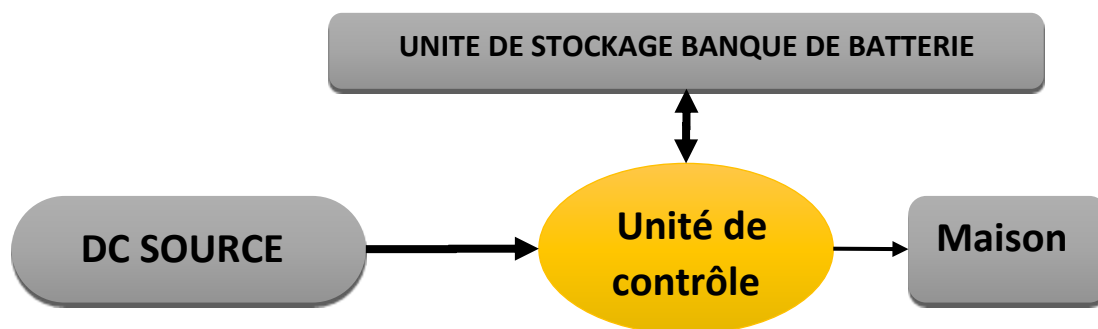 UNITE DE STOCKAGE BANQUE DE BATTERIE
DC SOURCE
Unité de
contrôle
Maison